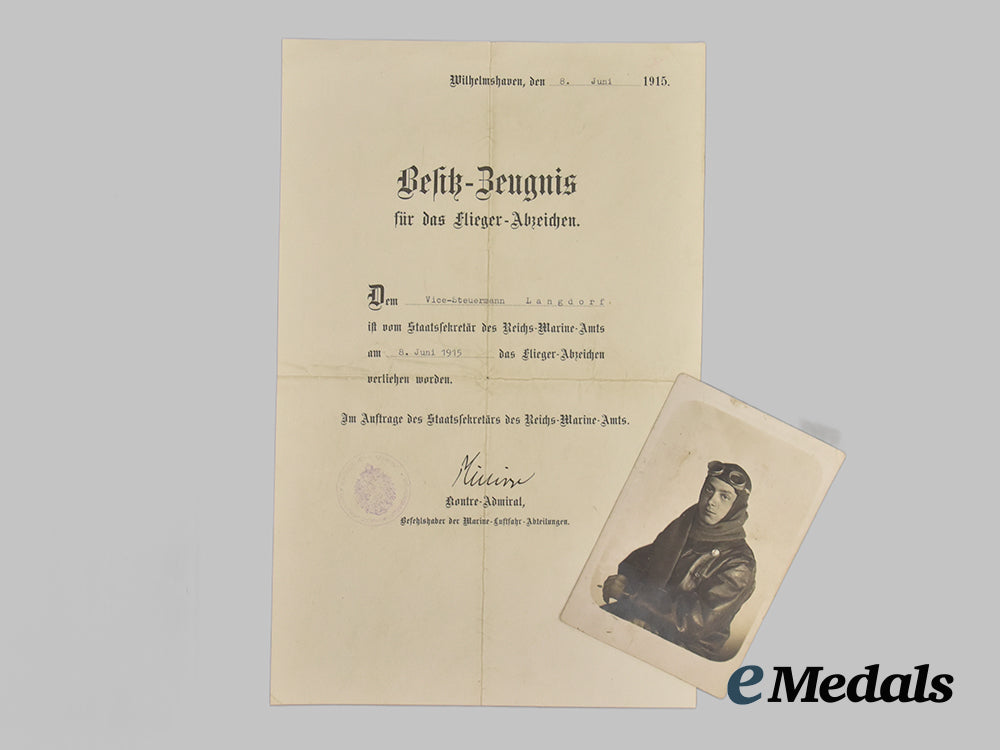 Wilhelmshaven, den 8. Juni 1915.
Besitz-Zeugnis
für das Flieger-Abzeichen.
Dem Vice-Steuermann Langdorf.
ist vom Staatssekretär des Reichs-Marine-Amts
am 8. Juni 1915 das Flieger-Abzeichen
verliehen worden.
Im Auftrage des Staatssekretärs des Reichs-Marine-Amts.
Kontre-Admiral,
Befehlshaber der Marine-Luftfahr-Abteilungen.
eMedals